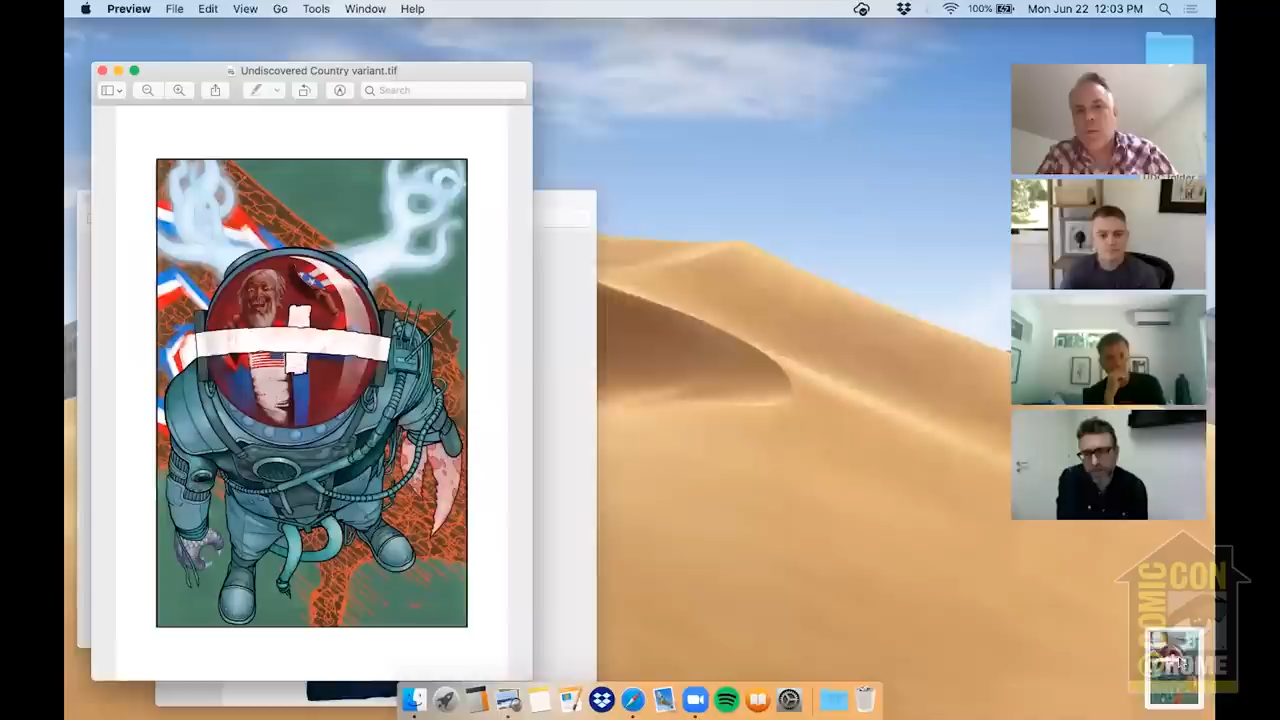 Preview File Edit View Go Tools Window Help 100% Mon Jun 22 12:03 PM
Undiscovered Country variant.tif
Search
COMIC
CON
@HOME